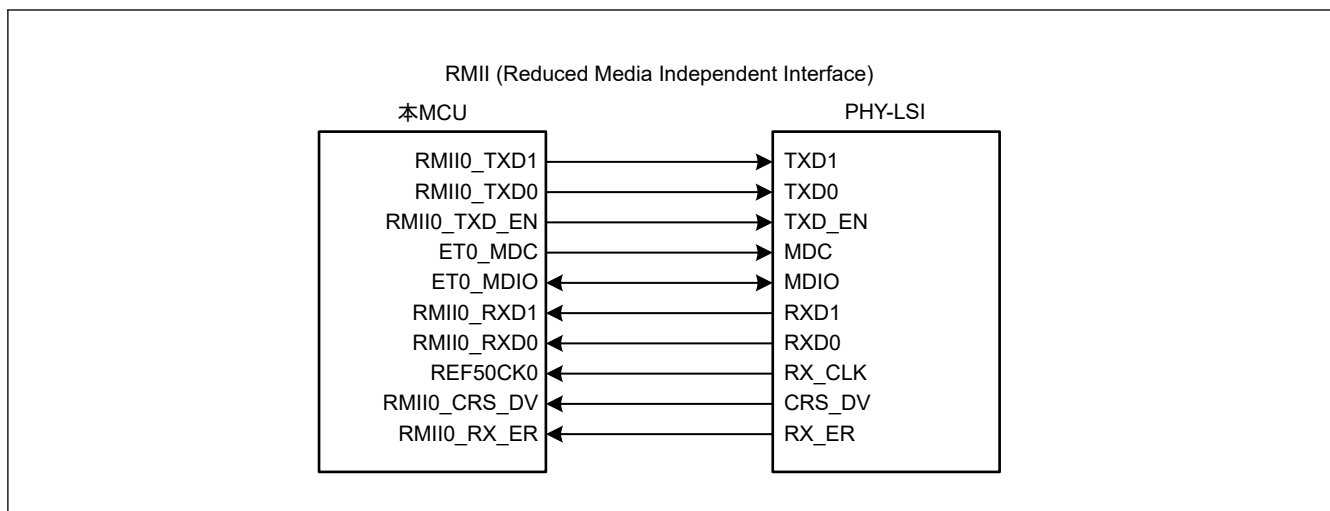 RMII (Reduced Media Independent Interface)
本MCU PHY-LSI
RMII0_TXD1 TXD1
RMII0_TXD0 TXD0
RMII0_TXD_EN TXD_EN
ET0_MDC MDC
ET0_MDIO MDIO
RMII0_RXD1 RXD1
RMII0_RXD0 RXD0
REF50CK0 RX_CLK
RMII0_CRS_DV CRS_DV
RMII0_RX_ER RX_ER